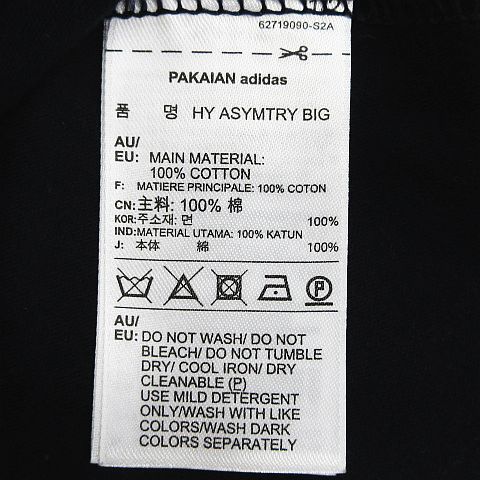 62719090-S2A
PAKAIAN adidas
품 명 HY ASYMTRY BIG
AU/
EU: MAIN MATERIAL:
100% COTTON
F: MATIERE PRINCIPALE: 100% COTON
CN:主料: 100% 棉
KOR:주소재: 면 100%
IND:MATERIAL UTAMA: 100% KATUN
J: 本体 綿 100%
P
AU/
EU: DO NOT WASH/ DO NOT
BLEACH/ DO NOT TUMBLE
DRY/ COOL IRON/ DRY
CLEANABLE (P)
USE MILD DETERGENT
ONLY/WASH WITH LIKE
COLORS/WASH DARK
COLORS SEPARATELY